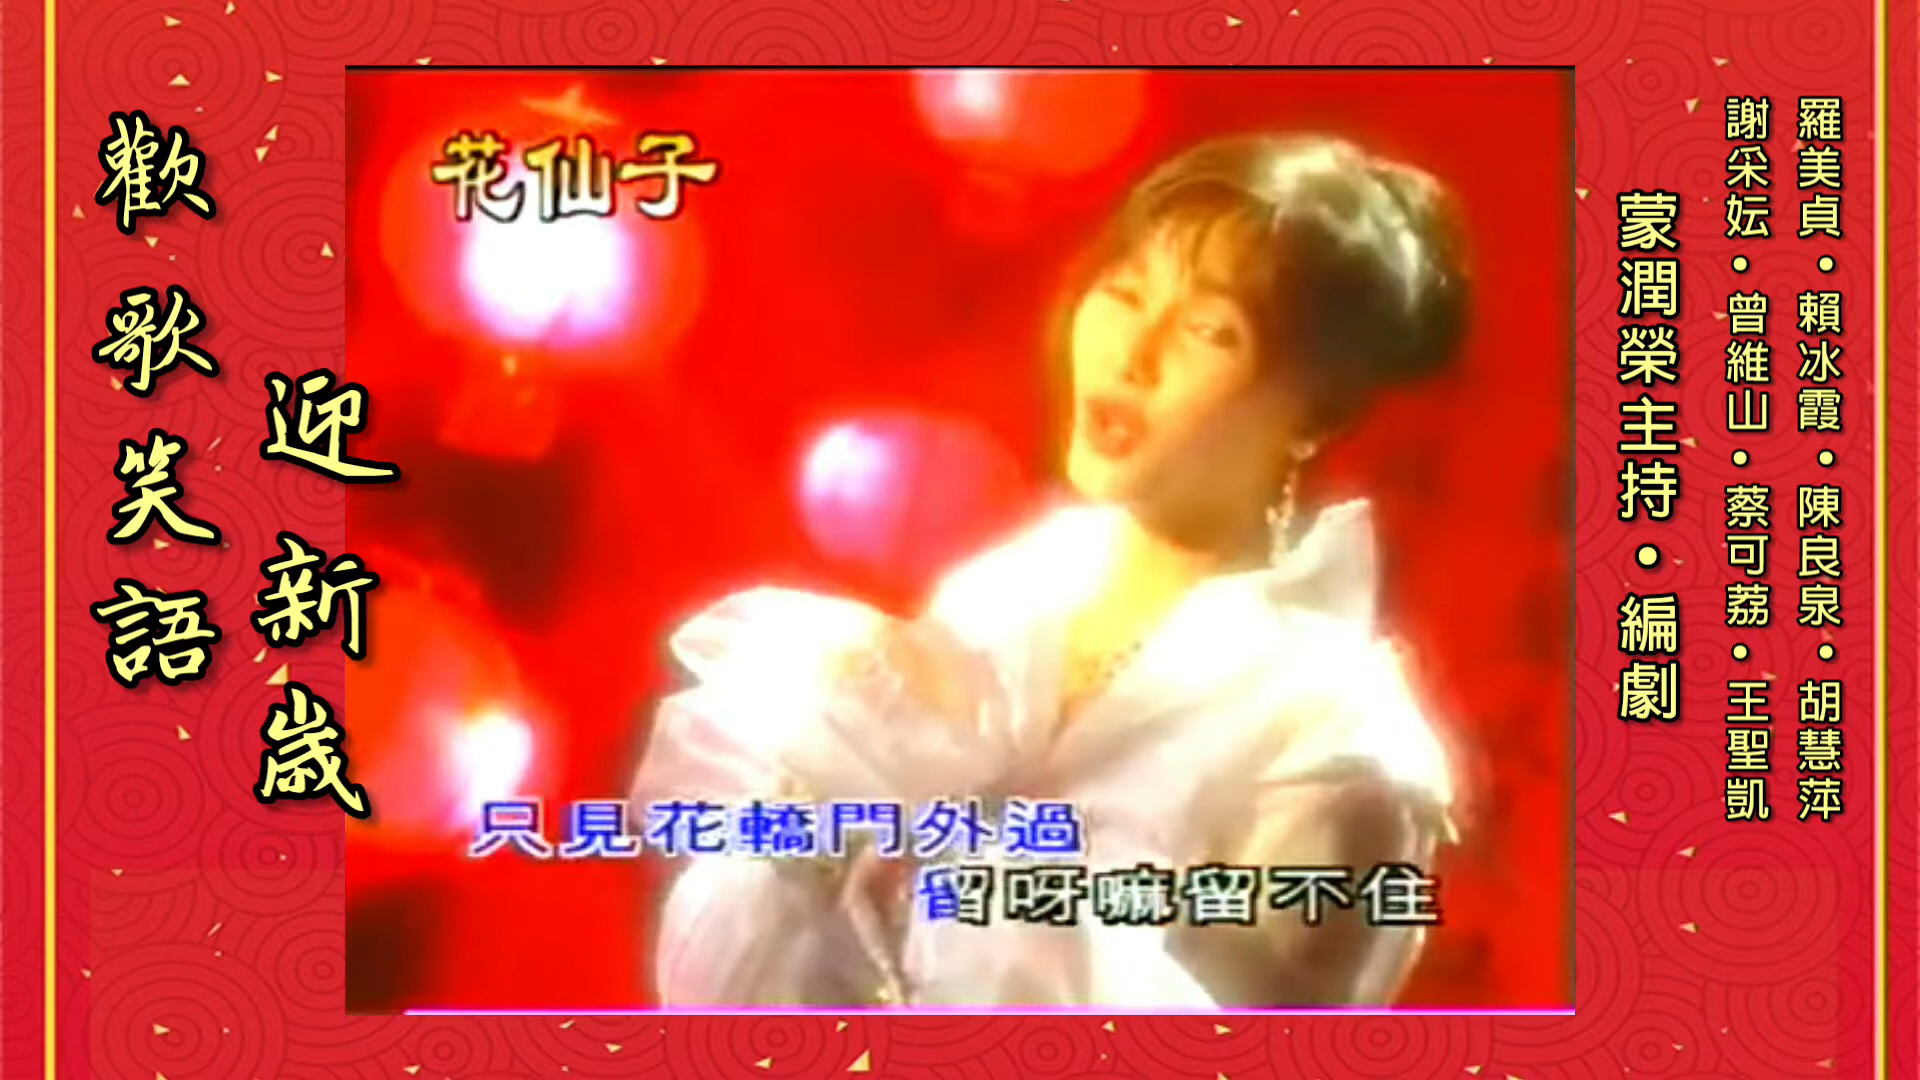 歡歌笑語
迎新歲
花仙子
只見花轎門外過
留呀嘛留不住
羅美貞•賴冰霞•陳良泉•胡慧萍
謝采妘•曾維山•蔡可荔•王聖凱
蒙潤榮主持•編劇